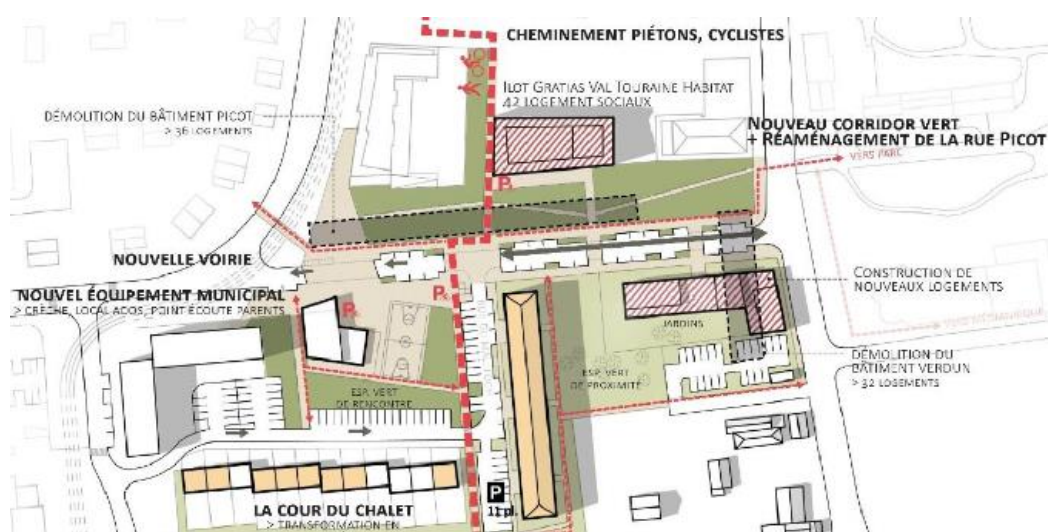 CHEMINEMENT PIÉTONS, CYCLISTES
ILOT GRATIAS VAL TOURAINE HABITAT
42 LOGEMENT SOCIAUX
DÉMOLITION DU BÂTIMENT PICOT
> 36 LOGEMENTS
NOUVEAU CORRIDOR VERT
+ RÉAMÉNAGEMENT DE LA RUE PICOT
VERS PARC
P
NOUVELLE VOIRIE
NOUVEL ÉQUIPEMENT MUNICIPAL
> CRÈCHE, LOCAL ADOS, POINT ÉCOUTE PARENTS
P
P
CONSTRUCTION DE
NOUVEAUX LOGEMENTS
JARDINS
DÉMOLITION DU
BÂTIMENT VERDUN
> 32 LOGEMENTS
ESP. VERT
DE PROXIMITÉ
ESP. VERT
DE RENCONTRE
P
11 pl.
LA COUR DU CHALET
> TRANSFORMATION EN